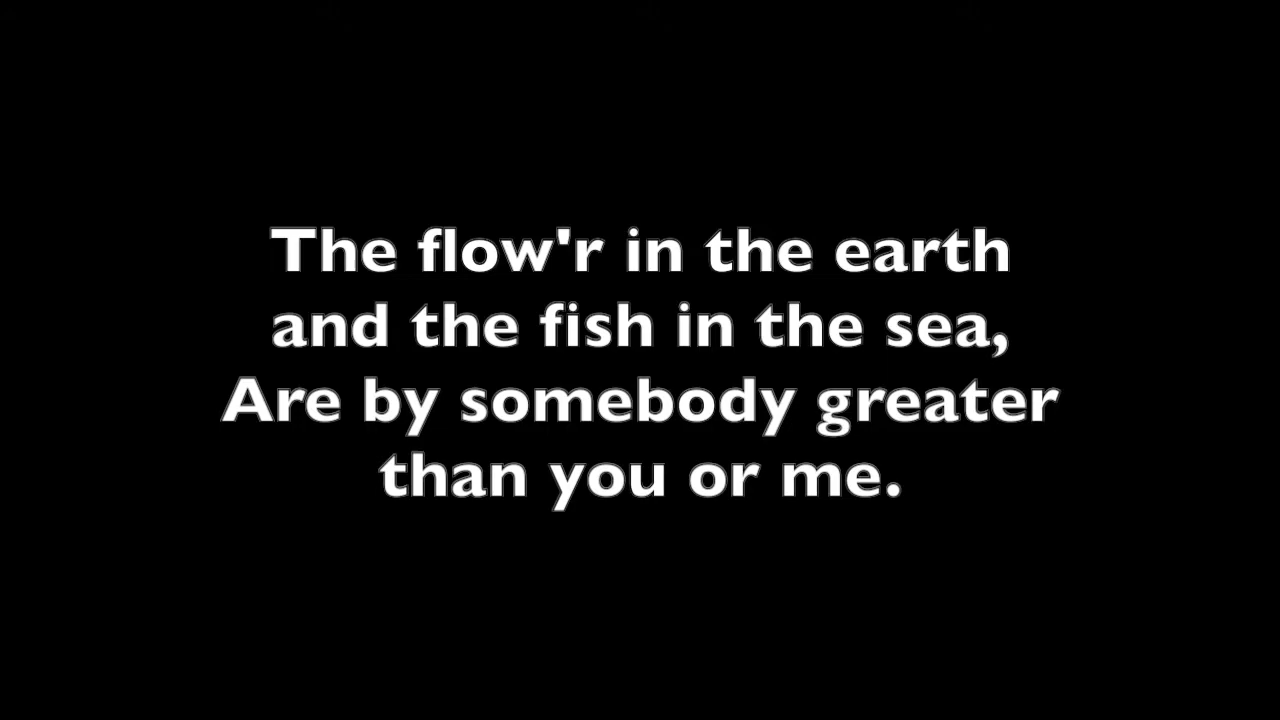 The flow'r in the earth
and the fish in the sea,
Are by somebody greater
than you or me.